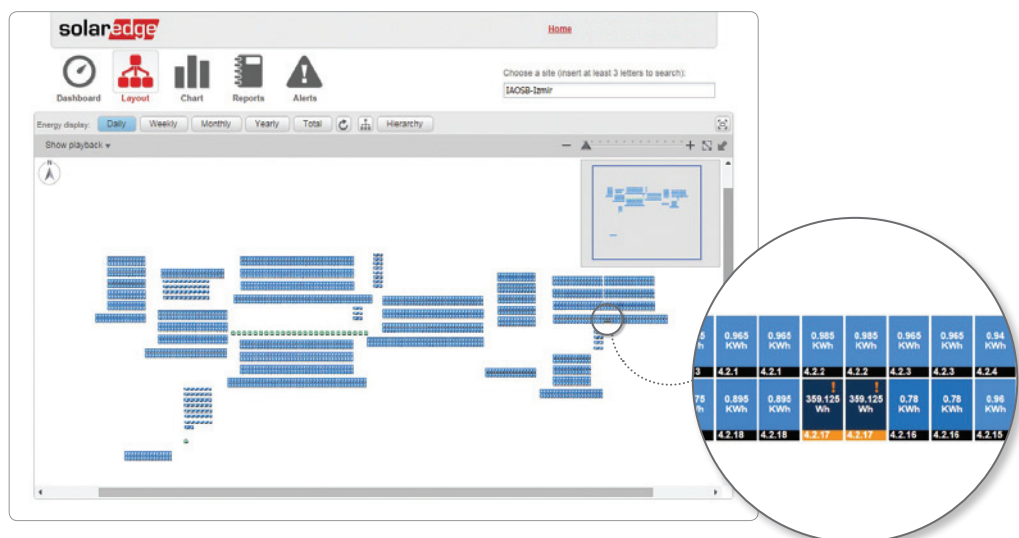 solaredge
Home
Dashboard Layout Chart Reports Alerts
Choose a site (insert at least 3 letters to search):
IAOSB-Izmir
Energy display: Daily Weekly Monthly Yearly Total Hierarchy
Show playback
N
0.965 0.965 0.985 0.985 0.965 0.965 0.94
KWh KWh KWh KWh KWh KWh KWh
3 4.2.1 4.2.1 4.2.2 4.2.2 4.2.3 4.2.3 4.2.4
! !
75 0.895 0.895 359.125 359.125 0.78 0.78 0.96
h KWh KWh Wh Wh KWh KWh KWh
4.2.18 4.2.18 4.2.17 4.2.17 4.2.16 4.2.16 4.2.15